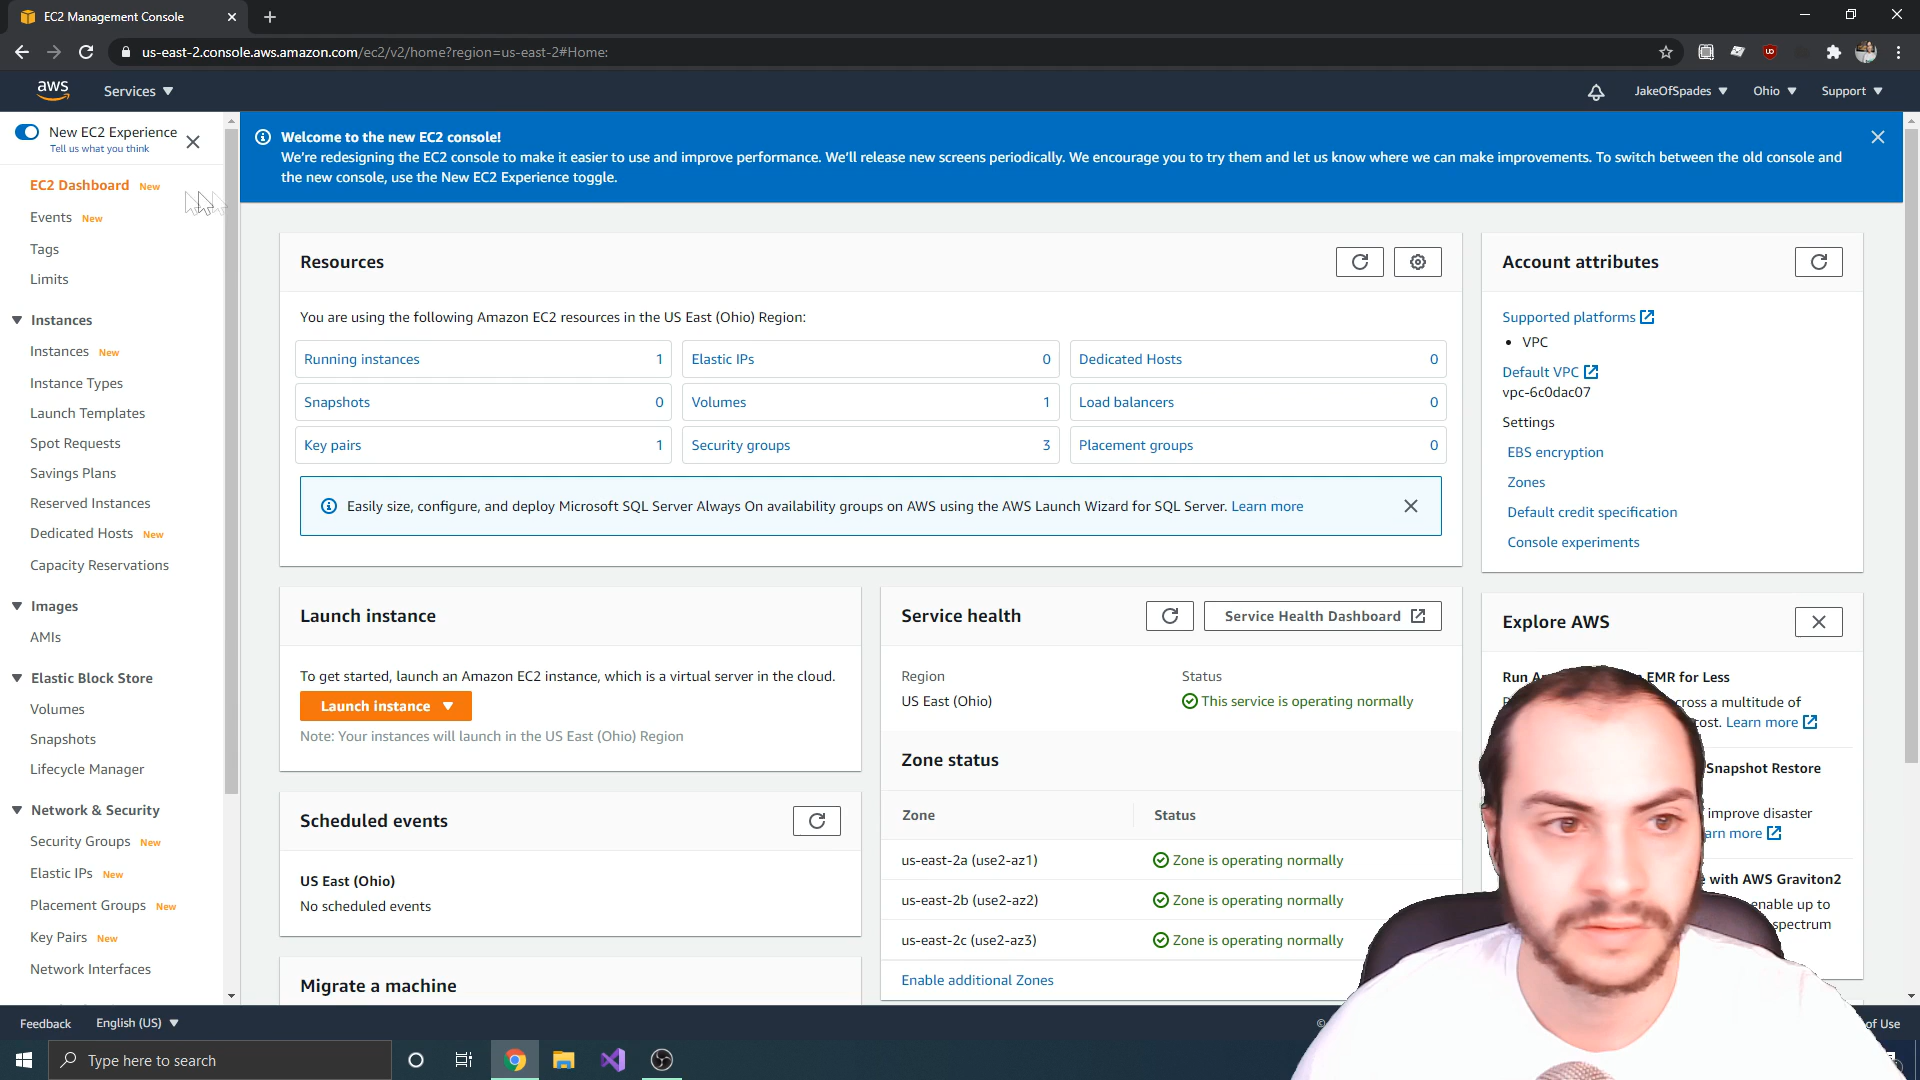 EC2 Management Console
us-east-2.console.aws.amazon.com/ec2/v2/home?region=us-east-2#Home:
aws
Services
JakeOfSpades
Ohio
Support
New EC2 Experience
Tell us what you think
EC2 Dashboard New
Events New
Tags
Limits
Instances
Instances New
Instance Types
Launch Templates
Spot Requests
Savings Plans
Reserved Instances
Dedicated Hosts New
Capacity Reservations
Images
AMIs
Elastic Block Store
Volumes
Snapshots
Lifecycle Manager
Network & Security
Security Groups New
Elastic IPs New
Placement Groups New
Key Pairs New
Network Interfaces
Welcome to the new EC2 console!
We're redesigning the EC2 console to make it easier to use and improve performance. We'll release new screens periodically. We encourage you to try them and let us know where we can make improvements. To switch between the old console and
the new console, use the New EC2 Experience toggle.
Resources
You are using the following Amazon EC2 resources in the US East (Ohio) Region:
Running instances 1
Elastic IPs 0
Dedicated Hosts 0
Snapshots 0
Volumes 1
Load balancers 0
Key pairs 1
Security groups 3
Placement groups 0
Easily size, configure, and deploy Microsoft SQL Server Always On availability groups on AWS using the AWS Launch Wizard for SQL Server. Learn more
Launch instance
To get started, launch an Amazon EC2 instance, which is a virtual server in the cloud.
Launch instance
Note: Your instances will launch in the US East (Ohio) Region
Scheduled events
US East (Ohio)
No scheduled events
Migrate a machine
Service health
Service Health Dashboard
Region
Status
US East (Ohio)
This service is operating normally
Zone status
Zone
Status
us-east-2a (use2-az1)
Zone is operating normally
us-east-2b (use2-az2)
Zone is operating normally
us-east-2c (use2-az3)
Zone is operating normally
Enable additional Zones
Account attributes
Supported platforms
VPC
Default VPC
vpc-6c0dac07
Settings
EBS encryption
Zones
Default credit specification
Console experiments
Explore AWS
Run EMR for Less
a multitude of
Learn more
Snapshot Restore
improve disaster
more
with AWS Graviton2
enable up to
spectrum
Feedback
English (US)
©
of Use
Type here to search